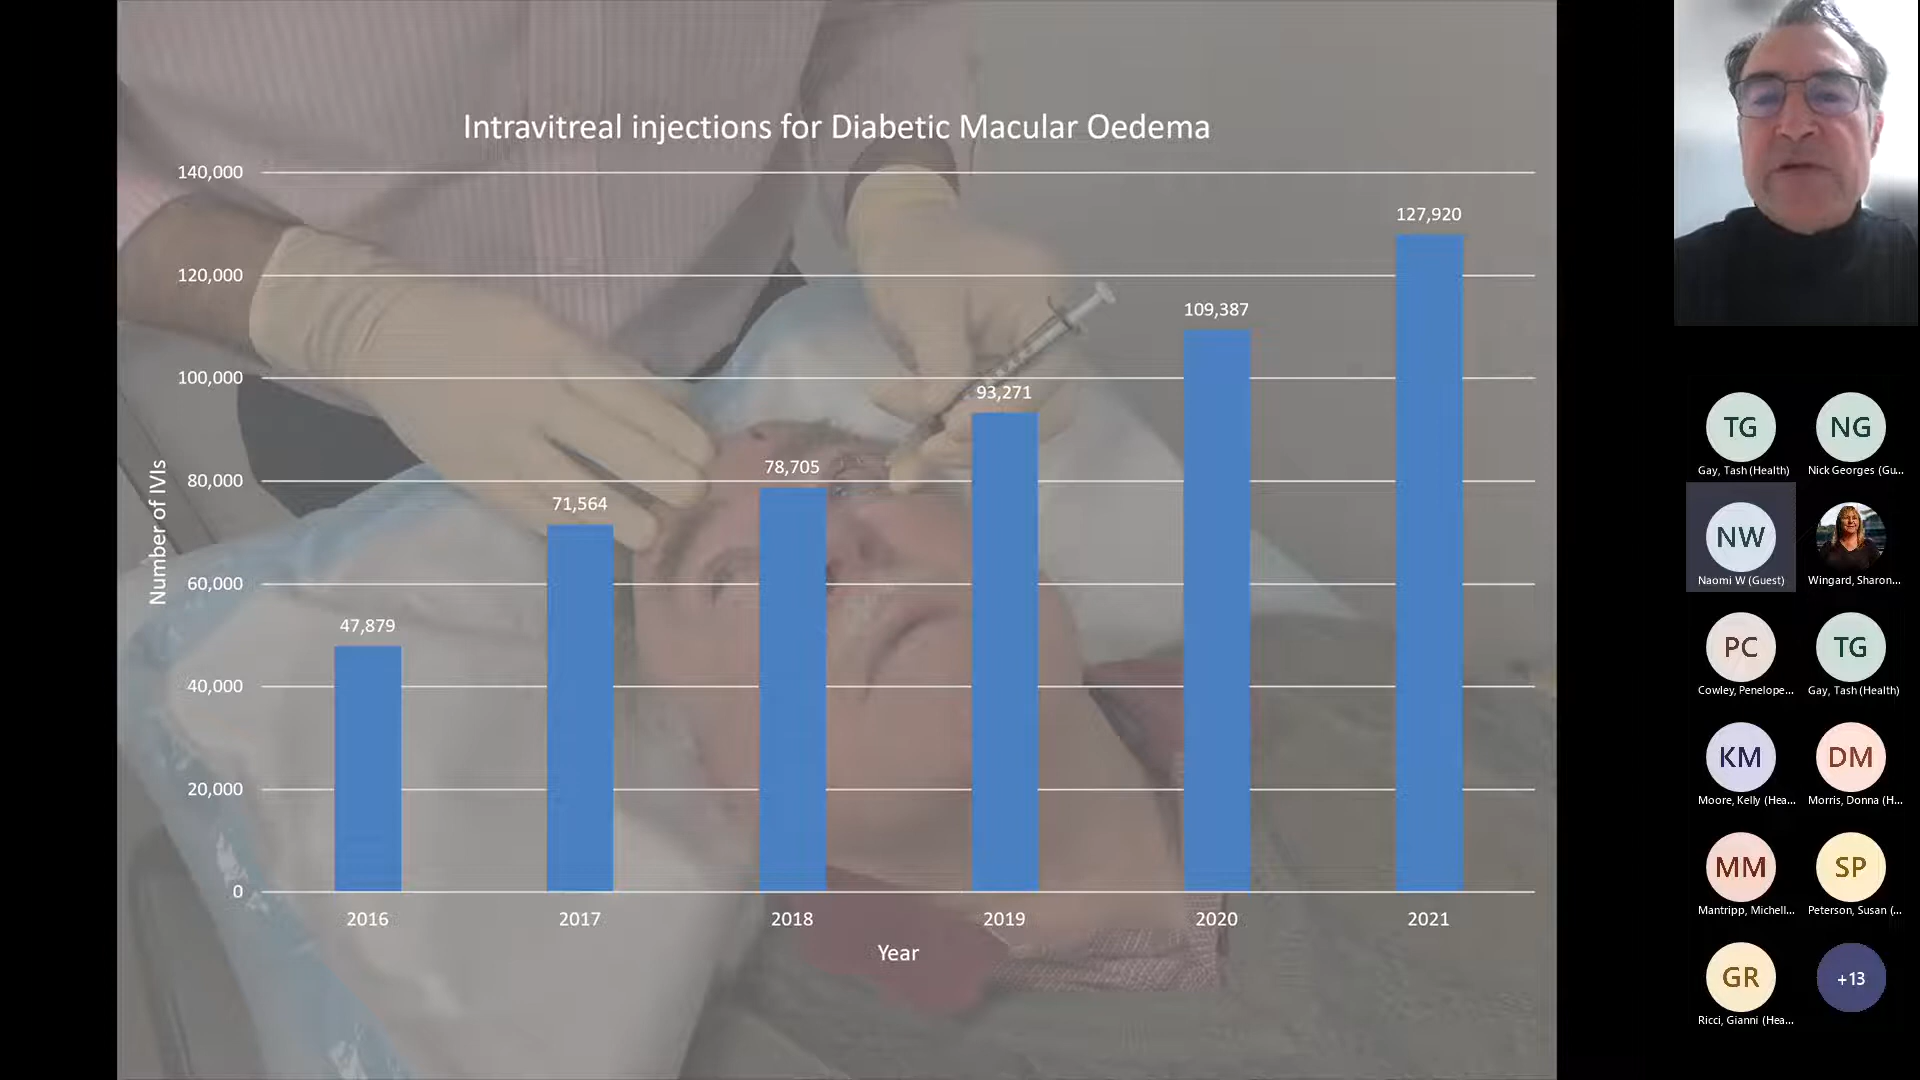 Intravitreal injections for Diabetic Macular Oedema
140,000
120,000
100,000
80,000
60,000
40,000
20,000
0
Number of IVIs
47,879
71,564
78,705
93,271
109,387
127,920
2016
2017
2018
2019
2020
2021
Year
TG
Gay, Tash (Health)
NG
Nick Georges (Gu...
NW
Naomi W (Guest)
Wingard, Sharon...
PC
Cowley, Penelope...
TG
Gay, Tash (Health)
KM
Moore, Kelly (Hea...
DM
Morris, Donna (H...
MM
Mantripp, Michell...
SP
Peterson, Susan (...
GR
Ricci, Gianni (Hea...
+13